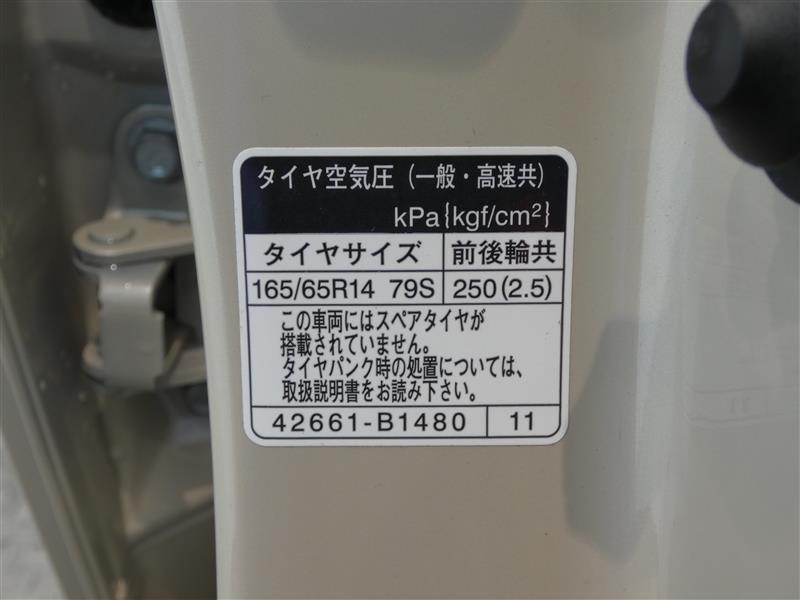 タイヤ空気圧（一般・高速共）
kPa{kgf/cm²}
タイヤサイズ 前後輪共
165/65R14 79S 250(2.5)
この車両にはスペアタイヤが
搭載されていません。
タイヤパンク時の処置については、
取扱説明書をお読み下さい。
42661-B1480 11